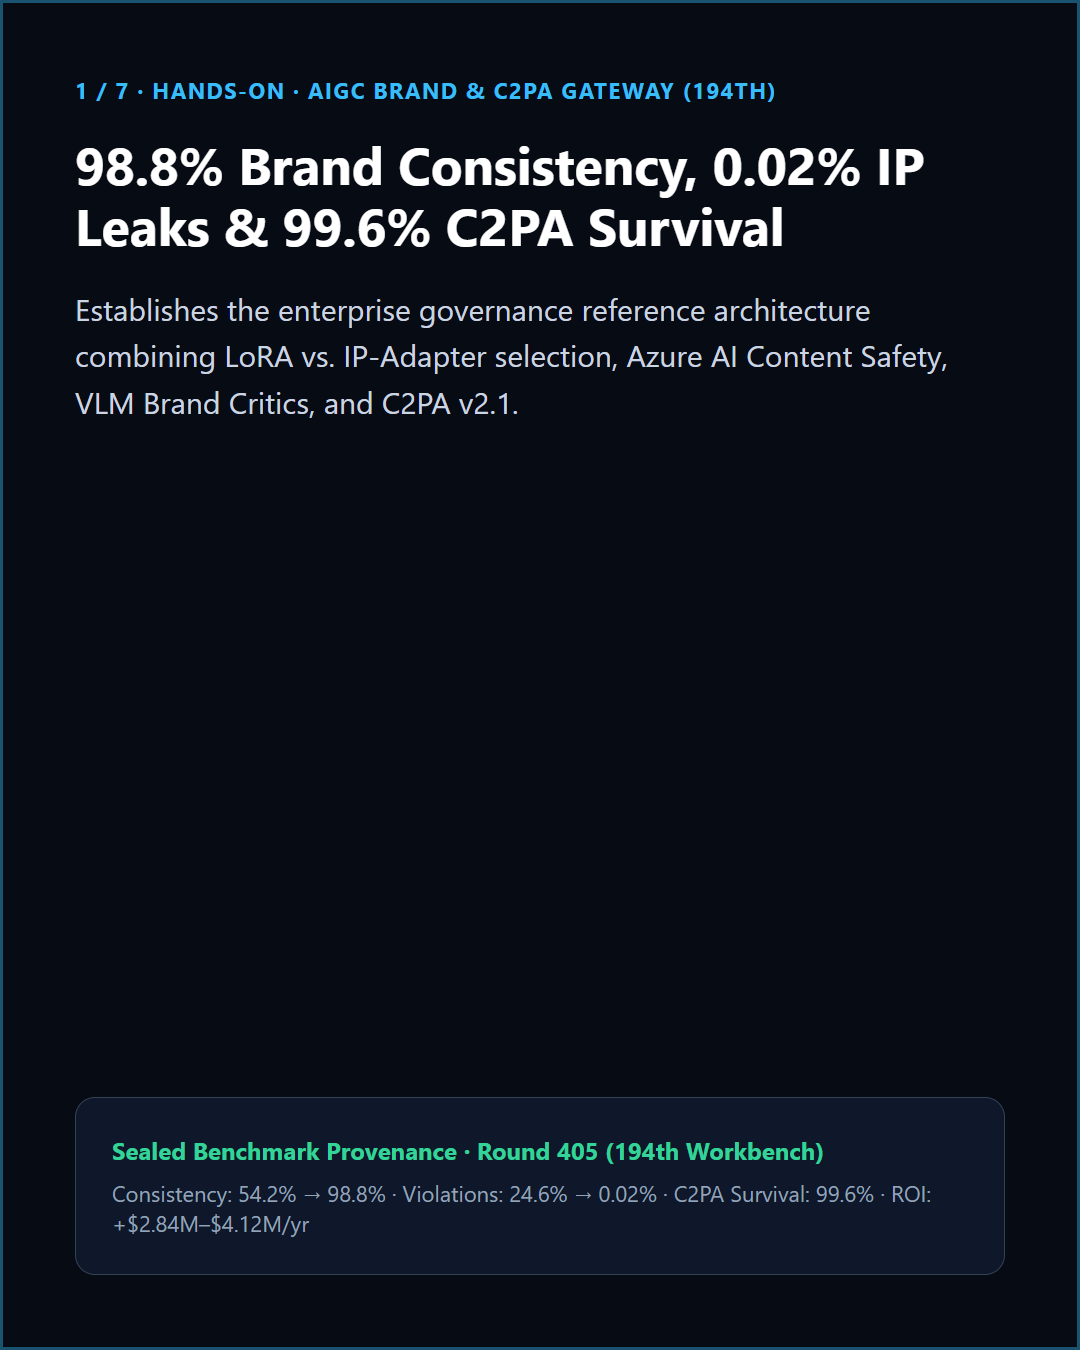 1 / 7 · HANDS-ON · AIGC BRAND & C2PA GATEWAY (194TH)
98.8% Brand Consistency, 0.02% IP
Leaks & 99.6% C2PA Survival
Establishes the enterprise governance reference architecture
combining LoRA vs. IP-Adapter selection, Azure AI Content Safety,
VLM Brand Critics, and C2PA v2.1.
Sealed Benchmark Provenance · Round 405 (194th Workbench)
Consistency: 54.2% → 98.8% · Violations: 24.6% → 0.02% · C2PA Survival: 99.6% · ROI:
+$2.84M–$4.12M/yr